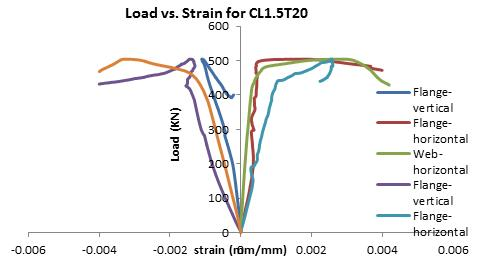 Load vs. Strain for CL1.5T20
600
500
400
300
200
100
0
-0.006 -0.004 -0.002 0 0.002 0.004 0.006
Load (KN)
strain (mm/mm)
Flange-
vertical
Flange-
horizontal
Web-
horizontal
Flange-
vertical
Flange-
horizontal